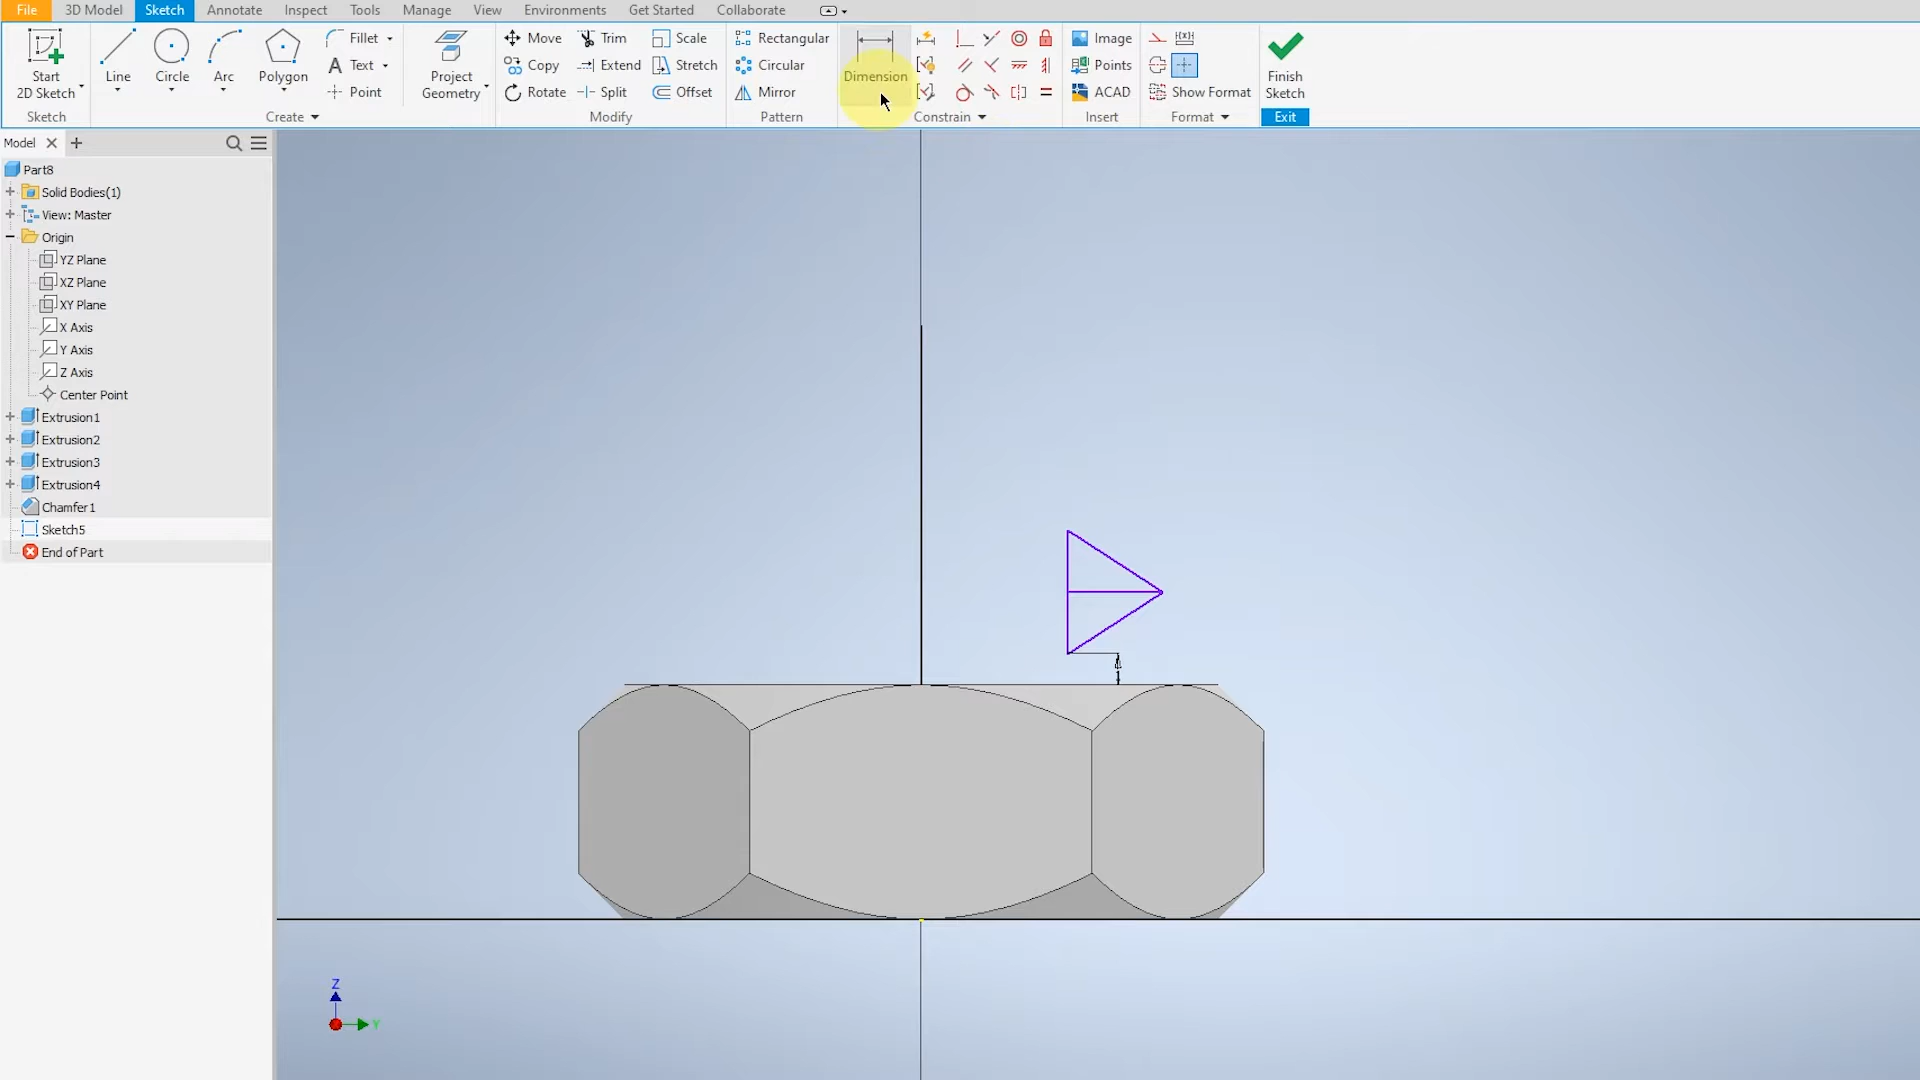 File 3D Model Sketch Annotate Inspect Tools Manage View Environments Get Started Collaborate
Start
2D Sketch
Line
Circle
Arc
Polygon
Fillet
Text
Point
Project
Geometry
Move
Copy
Rotate
Trim
Extend
Split
Scale
Stretch
Offset
Rectangular
Circular
Mirror
Dimension
Image
Points
ACAD
Show Format
Finish
Sketch
Sketch Create Modify Pattern Constrain Insert Format Exit
Model
Part8
Solid Bodies(1)
View: Master
Origin
YZ Plane
XZ Plane
XY Plane
X Axis
Y Axis
Z Axis
Center Point
Extrusion1
Extrusion2
Extrusion3
Extrusion4
Chamfer1
Sketch5
End of Part
1
Z
Y